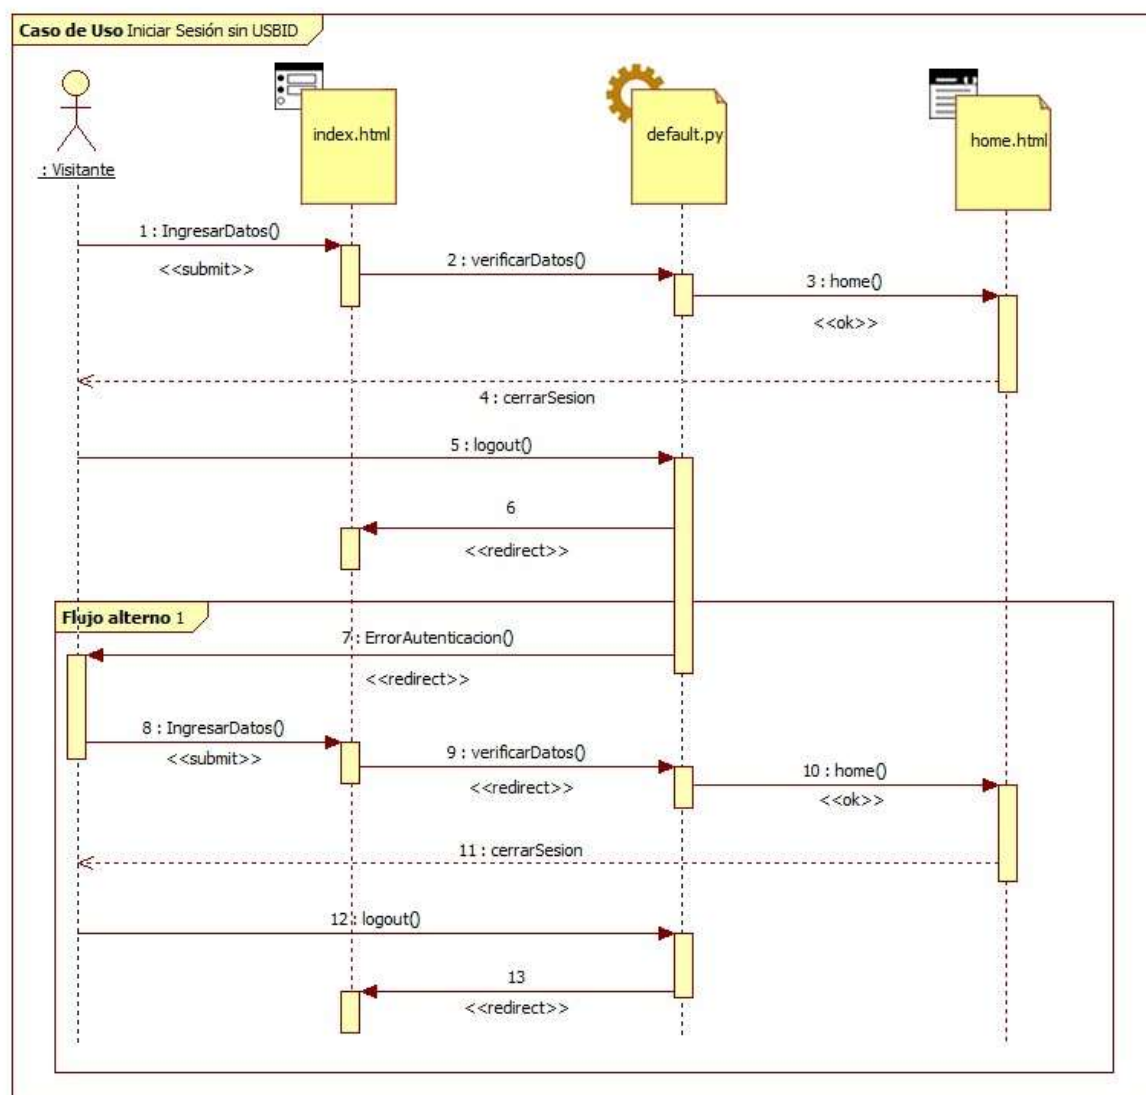 Caso de Uso Iniciar Sesión sin USBID
index.html
default.py
home.html
: Visitante
1 : IngresarDatos()
<<submit>>
2 : verificarDatos()
3 : home()
<<ok>>
4 : cerrarSesion
5 : logout()
6
<<redirect>>
Flujo alterno 1
7 : ErrorAutenticacion()
<<redirect>>
8 : IngresarDatos()
<<submit>>
9 : verificarDatos()
<<redirect>>
10 : home()
<<ok>>
11 : cerrarSesion
12 : logout()
13
<<redirect>>